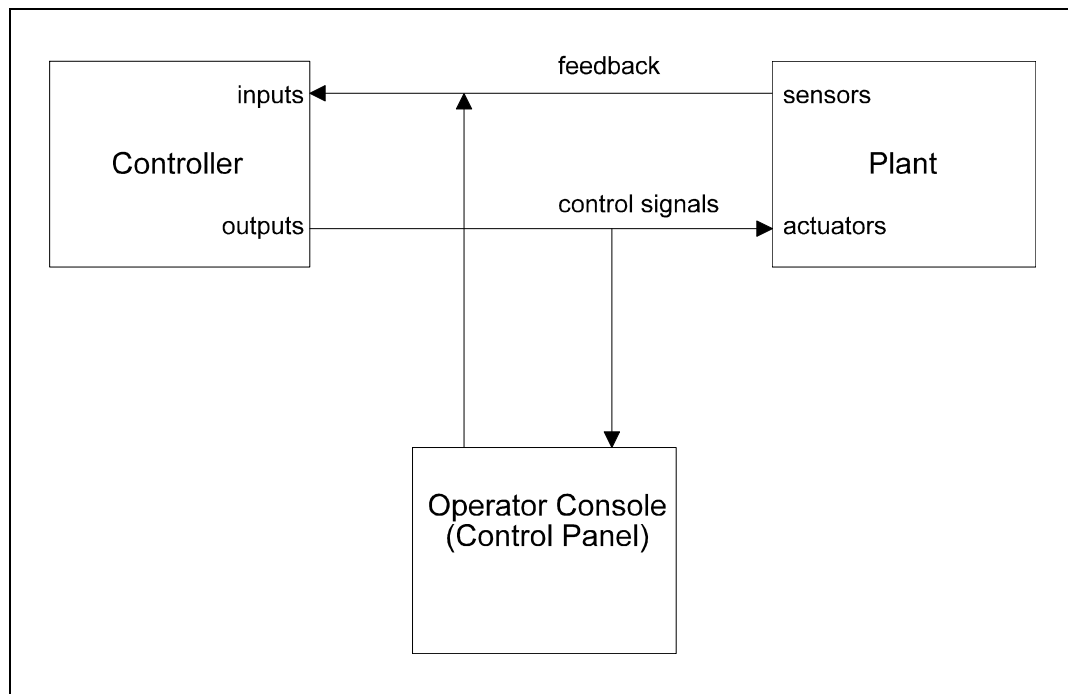 feedback
inputs
sensors
Controller
Plant
control signals
outputs
actuators
Operator Console
(Control Panel)